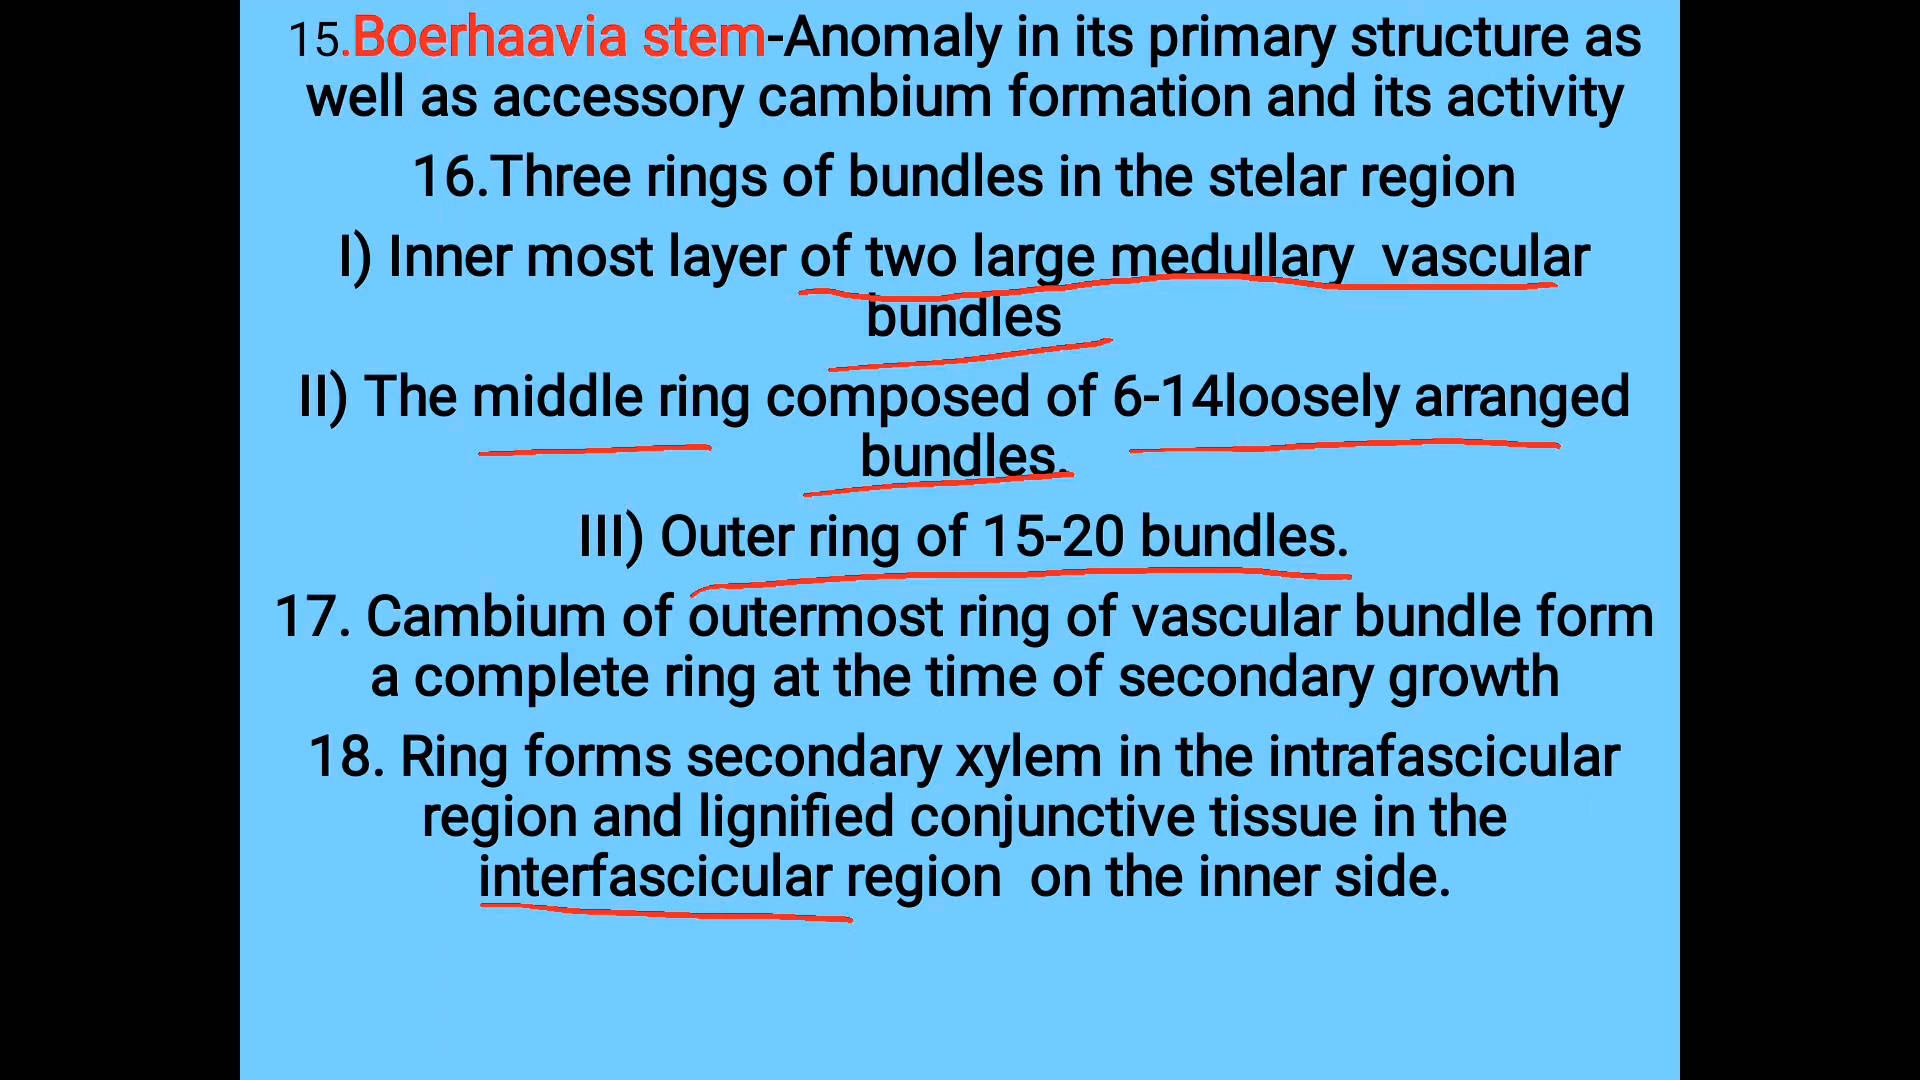 15.Boerhaavia stem-Anomaly in its primary structure as
well as accessory cambium formation and its activity
16.Three rings of bundles in the stelar region
I) Inner most layer of two large medullary  vascular
bundles
II) The middle ring composed of 6-14loosely arranged
bundles.
III) Outer ring of 15-20 bundles.
17. Cambium of outermost ring of vascular bundle form
a complete ring at the time of secondary growth
18. Ring forms secondary xylem in the intrafascicular
region and lignified conjunctive tissue in the
interfascicular region  on the inner side.